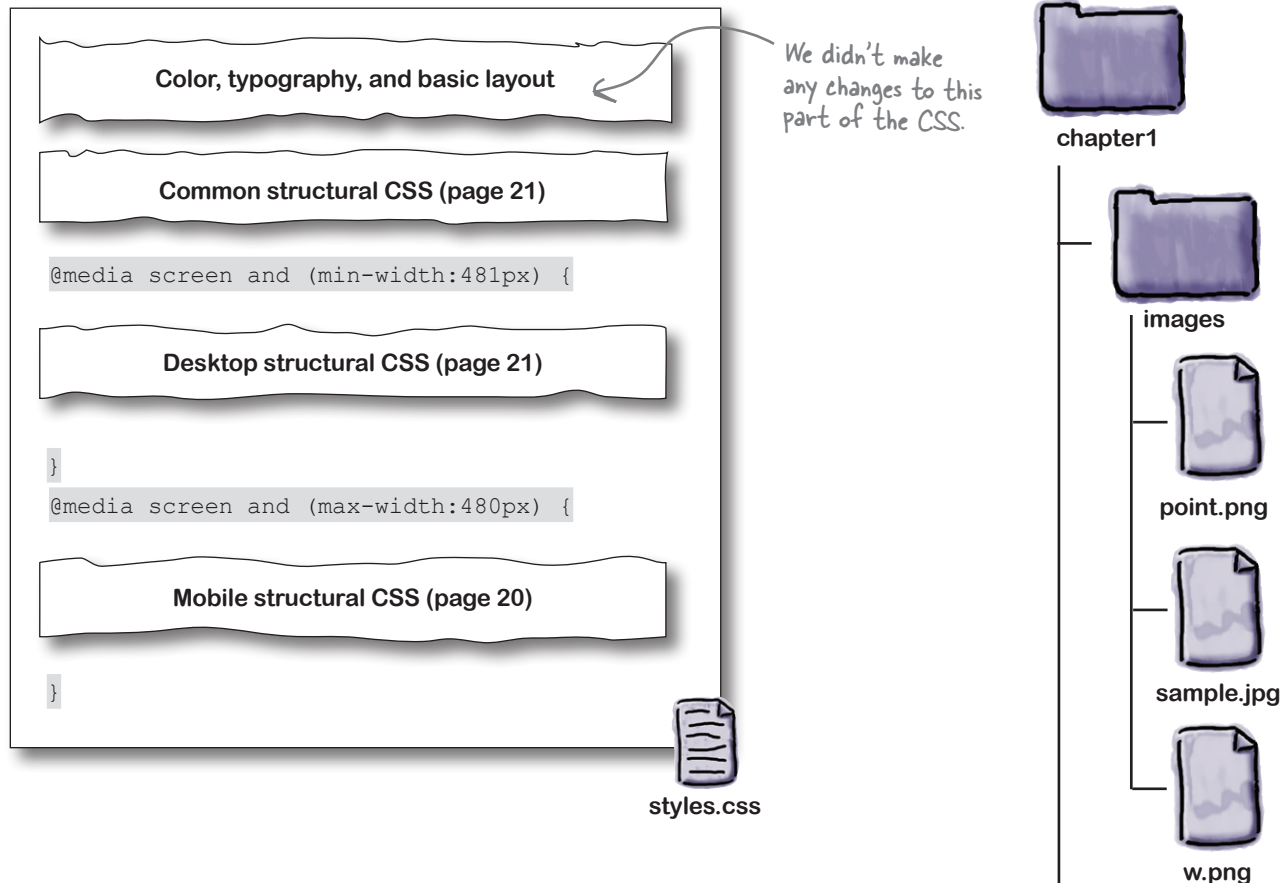 Color, typography, and basic layout
We didn't make
any changes to this
part of the CSS.
Common structural CSS (page 21)
@media screen and (min-width:481px) {
Desktop structural CSS (page 21)
}
@media screen and (max-width:480px) {
Mobile structural CSS (page 20)
}
styles.css
chapter1
images
point.png
sample.jpg
w.png